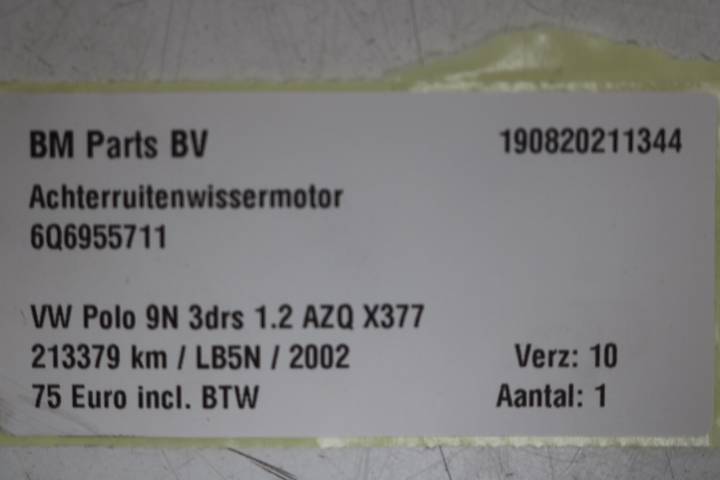 BM Parts BV 190820211344
Achterruitenwissermotor
6Q6955711
VW Polo 9N 3drs 1.2 AZQ X377
213379 km / LB5N / 2002 Verz: 10
75 Euro incl. BTW Aantal: 1